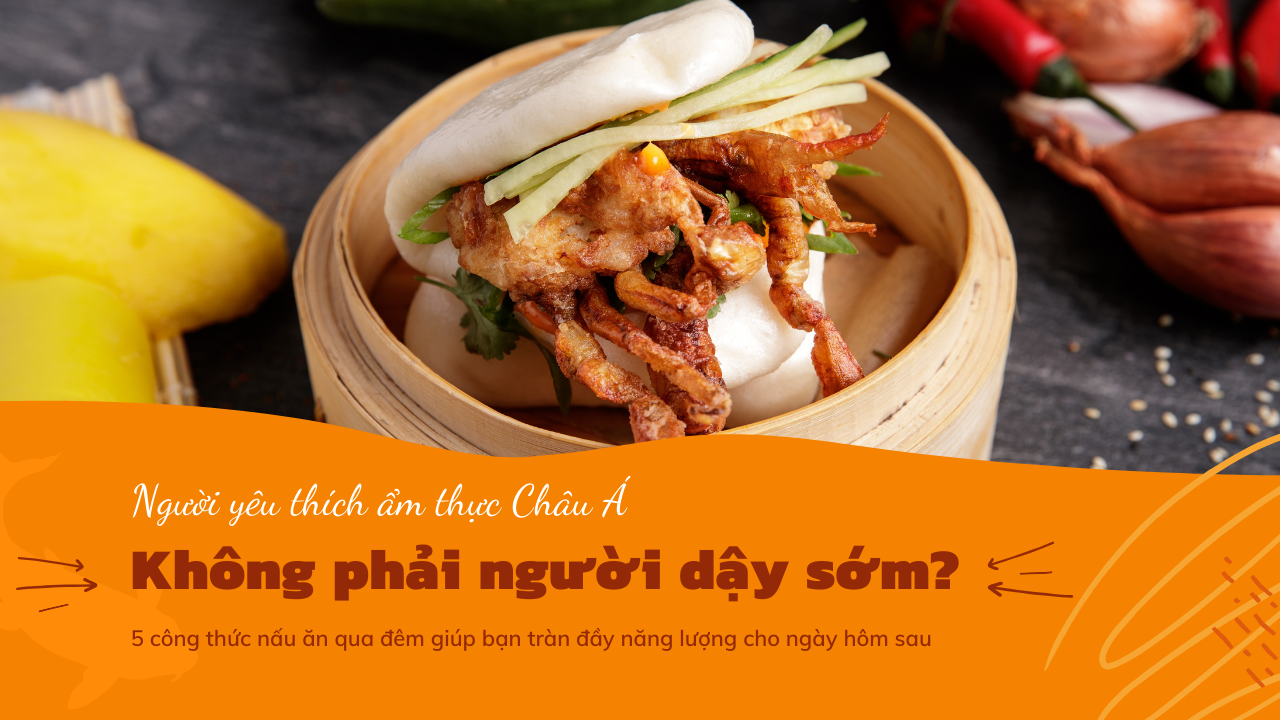 Người yêu thích ẩm thực Châu Á
Không phải người dậy sớm?
5 công thức nấu ăn qua đêm giúp bạn tràn đầy năng lượng cho ngày hôm sau